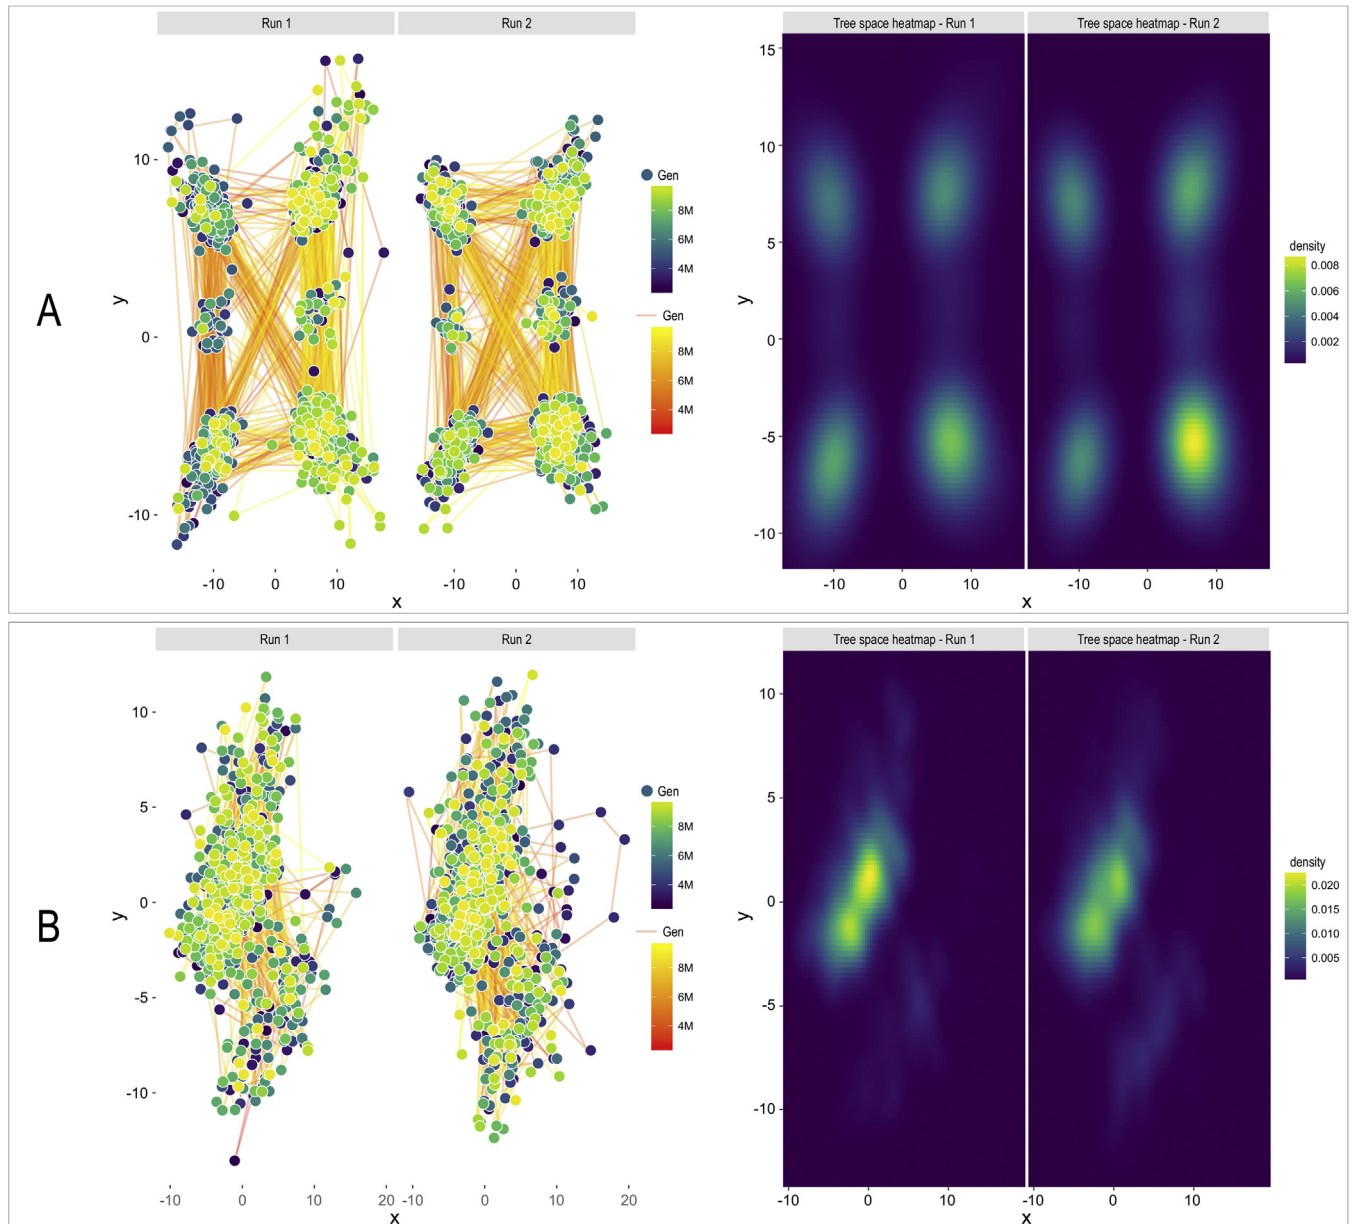 Run 1
Run 2
Tree space heatmap - Run 1
Tree space heatmap - Run 2
A
y
10
0
-10
-10
0
10
-10
0
10
x
Gen
8M
6M
4M
Gen
8M
6M
4M
y
15
10
5
0
-5
-10
-10
0
10
-10
0
10
x
density
0.008
0.006
0.004
0.002
Run 1
Run 2
Tree space heatmap - Run 1
Tree space heatmap - Run 2
B
y
10
5
0
-5
-10
-10
0
10
20
-10
0
10
20
x
Gen
8M
6M
4M
Gen
8M
6M
4M
y
10
5
0
-5
-10
-10
0
10
-10
0
10
x
density
0.020
0.015
0.010
0.005